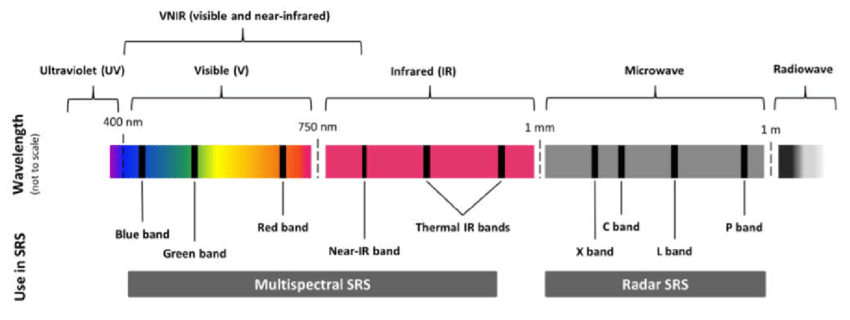 VNIR (visible and near-infrared)
Ultraviolet (UV)
Visible (V)
Infrared (IR)
Microwave
Radiowave
Wavelength
(not to scale)
400 nm
750 nm
1 mm
1 m
Blue band
Green band
Red band
Near-IR band
Thermal IR bands
X band
C band
L band
P band
Use in SRS
Multispectral SRS
Radar SRS